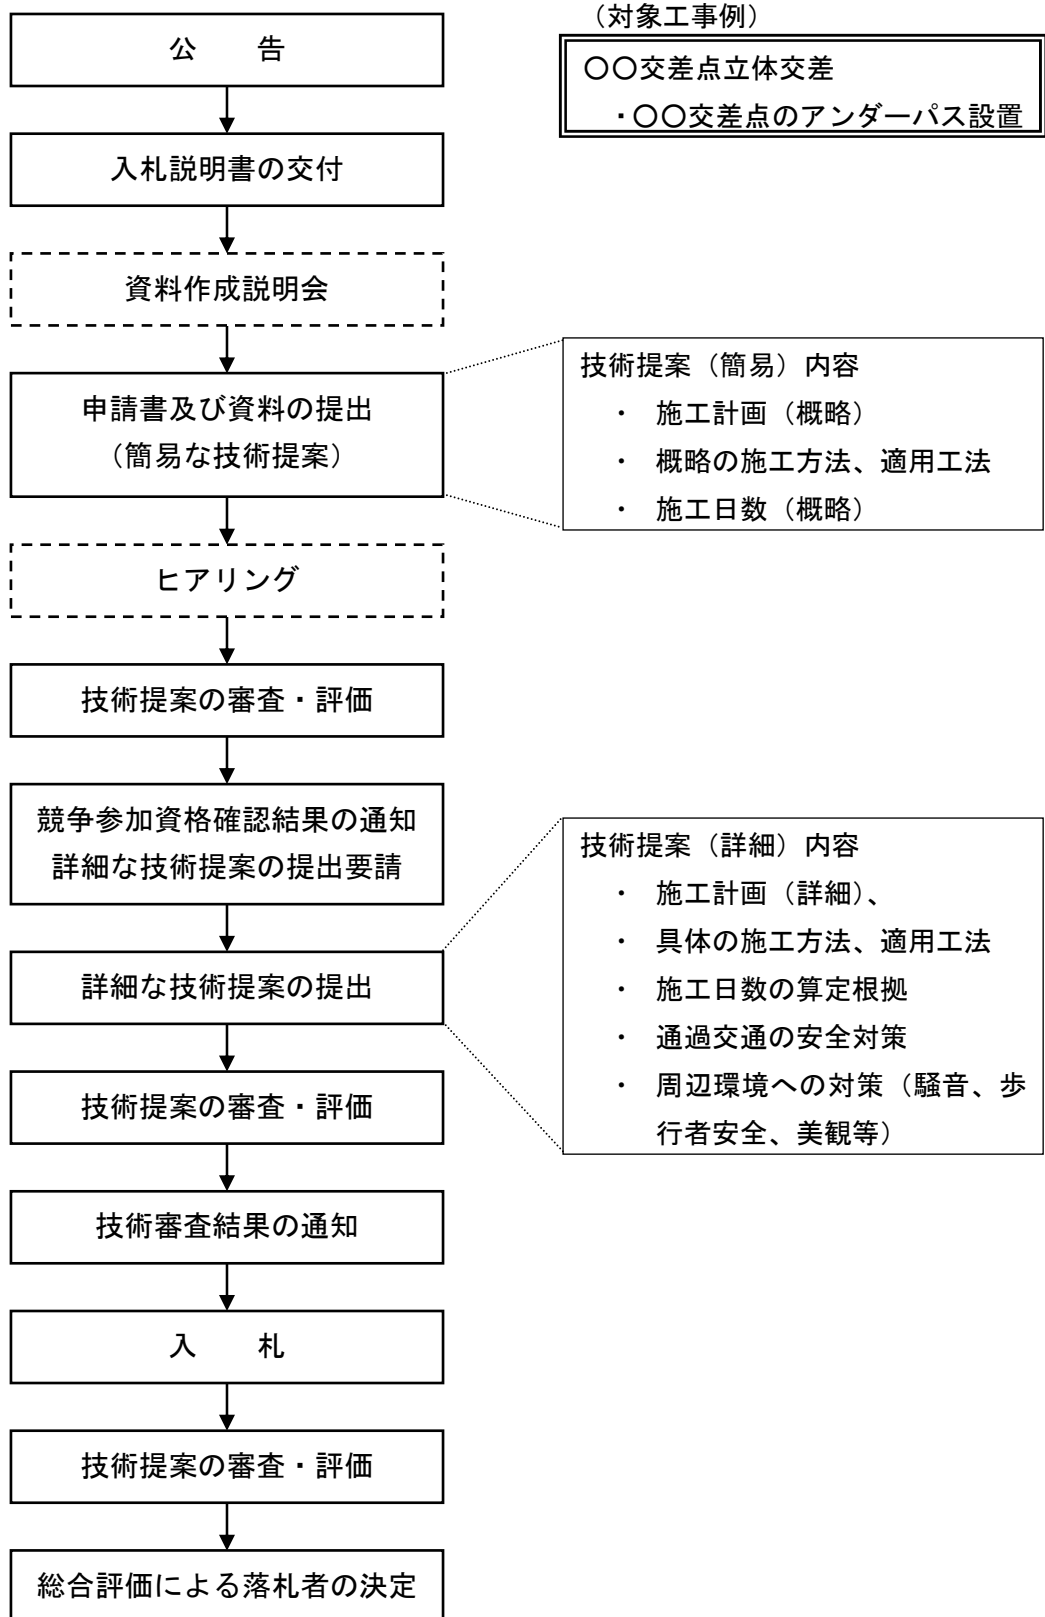 (対象工事例)
公　　告
〇〇交差点立体交差
・〇〇交差点のアンダーパス設置
入札説明書の交付
資料作成説明会
申請書及び資料の提出
（簡易な技術提案）
技術提案（簡易）内容
・　施工計画（概略）
・　概略の施工方法、適用工法
・　施工日数（概略）
ヒアリング
技術提案の審査・評価
競争参加資格確認結果の通知
詳細な技術提案の提出要請
詳細な技術提案の提出
技術提案（詳細）内容
・　施工計画（詳細）、
・　具体の施工方法、適用工法
・　施工日数の算定根拠
・　通過交通の安全対策
・　周辺環境への対策（騒音、歩
行者安全、美観等）
技術提案の審査・評価
技術審査結果の通知
入　　札
技術提案の審査・評価
総合評価による落札者の決定